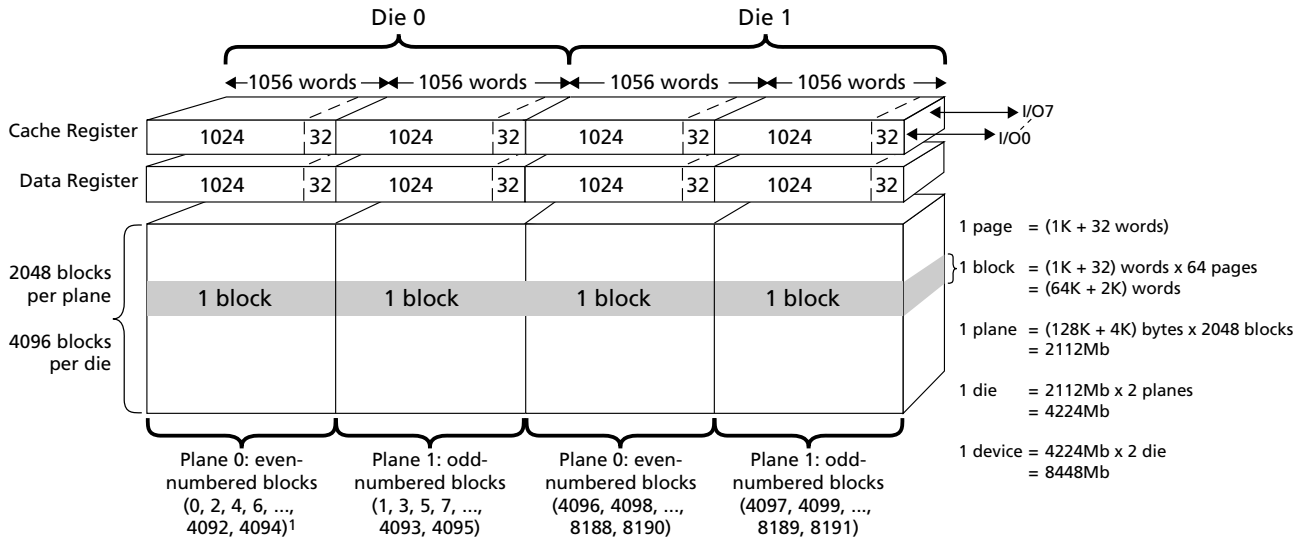 Die 0
Die 1
1056 words
1056 words
1056 words
1056 words
Cache Register
1024
32
1024
32
1024
32
1024
32
I/O7
I/O0
Data Register
1024
32
1024
32
1024
32
1024
32
2048 blocks
per plane
4096 blocks
per die
1 block
1 block
1 block
1 block
1 page = (1K + 32 words)
1 block = (1K + 32) words x 64 pages
= (64K + 2K) words
1 plane = (128K + 4K) bytes x 2048 blocks
= 2112Mb
1 die = 2112Mb x 2 planes
= 4224Mb
1 device = 4224Mb x 2 die
= 8448Mb
Plane 0: even-
numbered blocks
(0, 2, 4, 6, ...,
4092, 4094)1
Plane 1: odd-
numbered blocks
(1, 3, 5, 7, ...,
4093, 4095)
Plane 0: even-
numbered blocks
(4096, 4098, ...,
8188, 8190)
Plane 1: odd-
numbered blocks
(4097, 4099, ...,
8189, 8191)